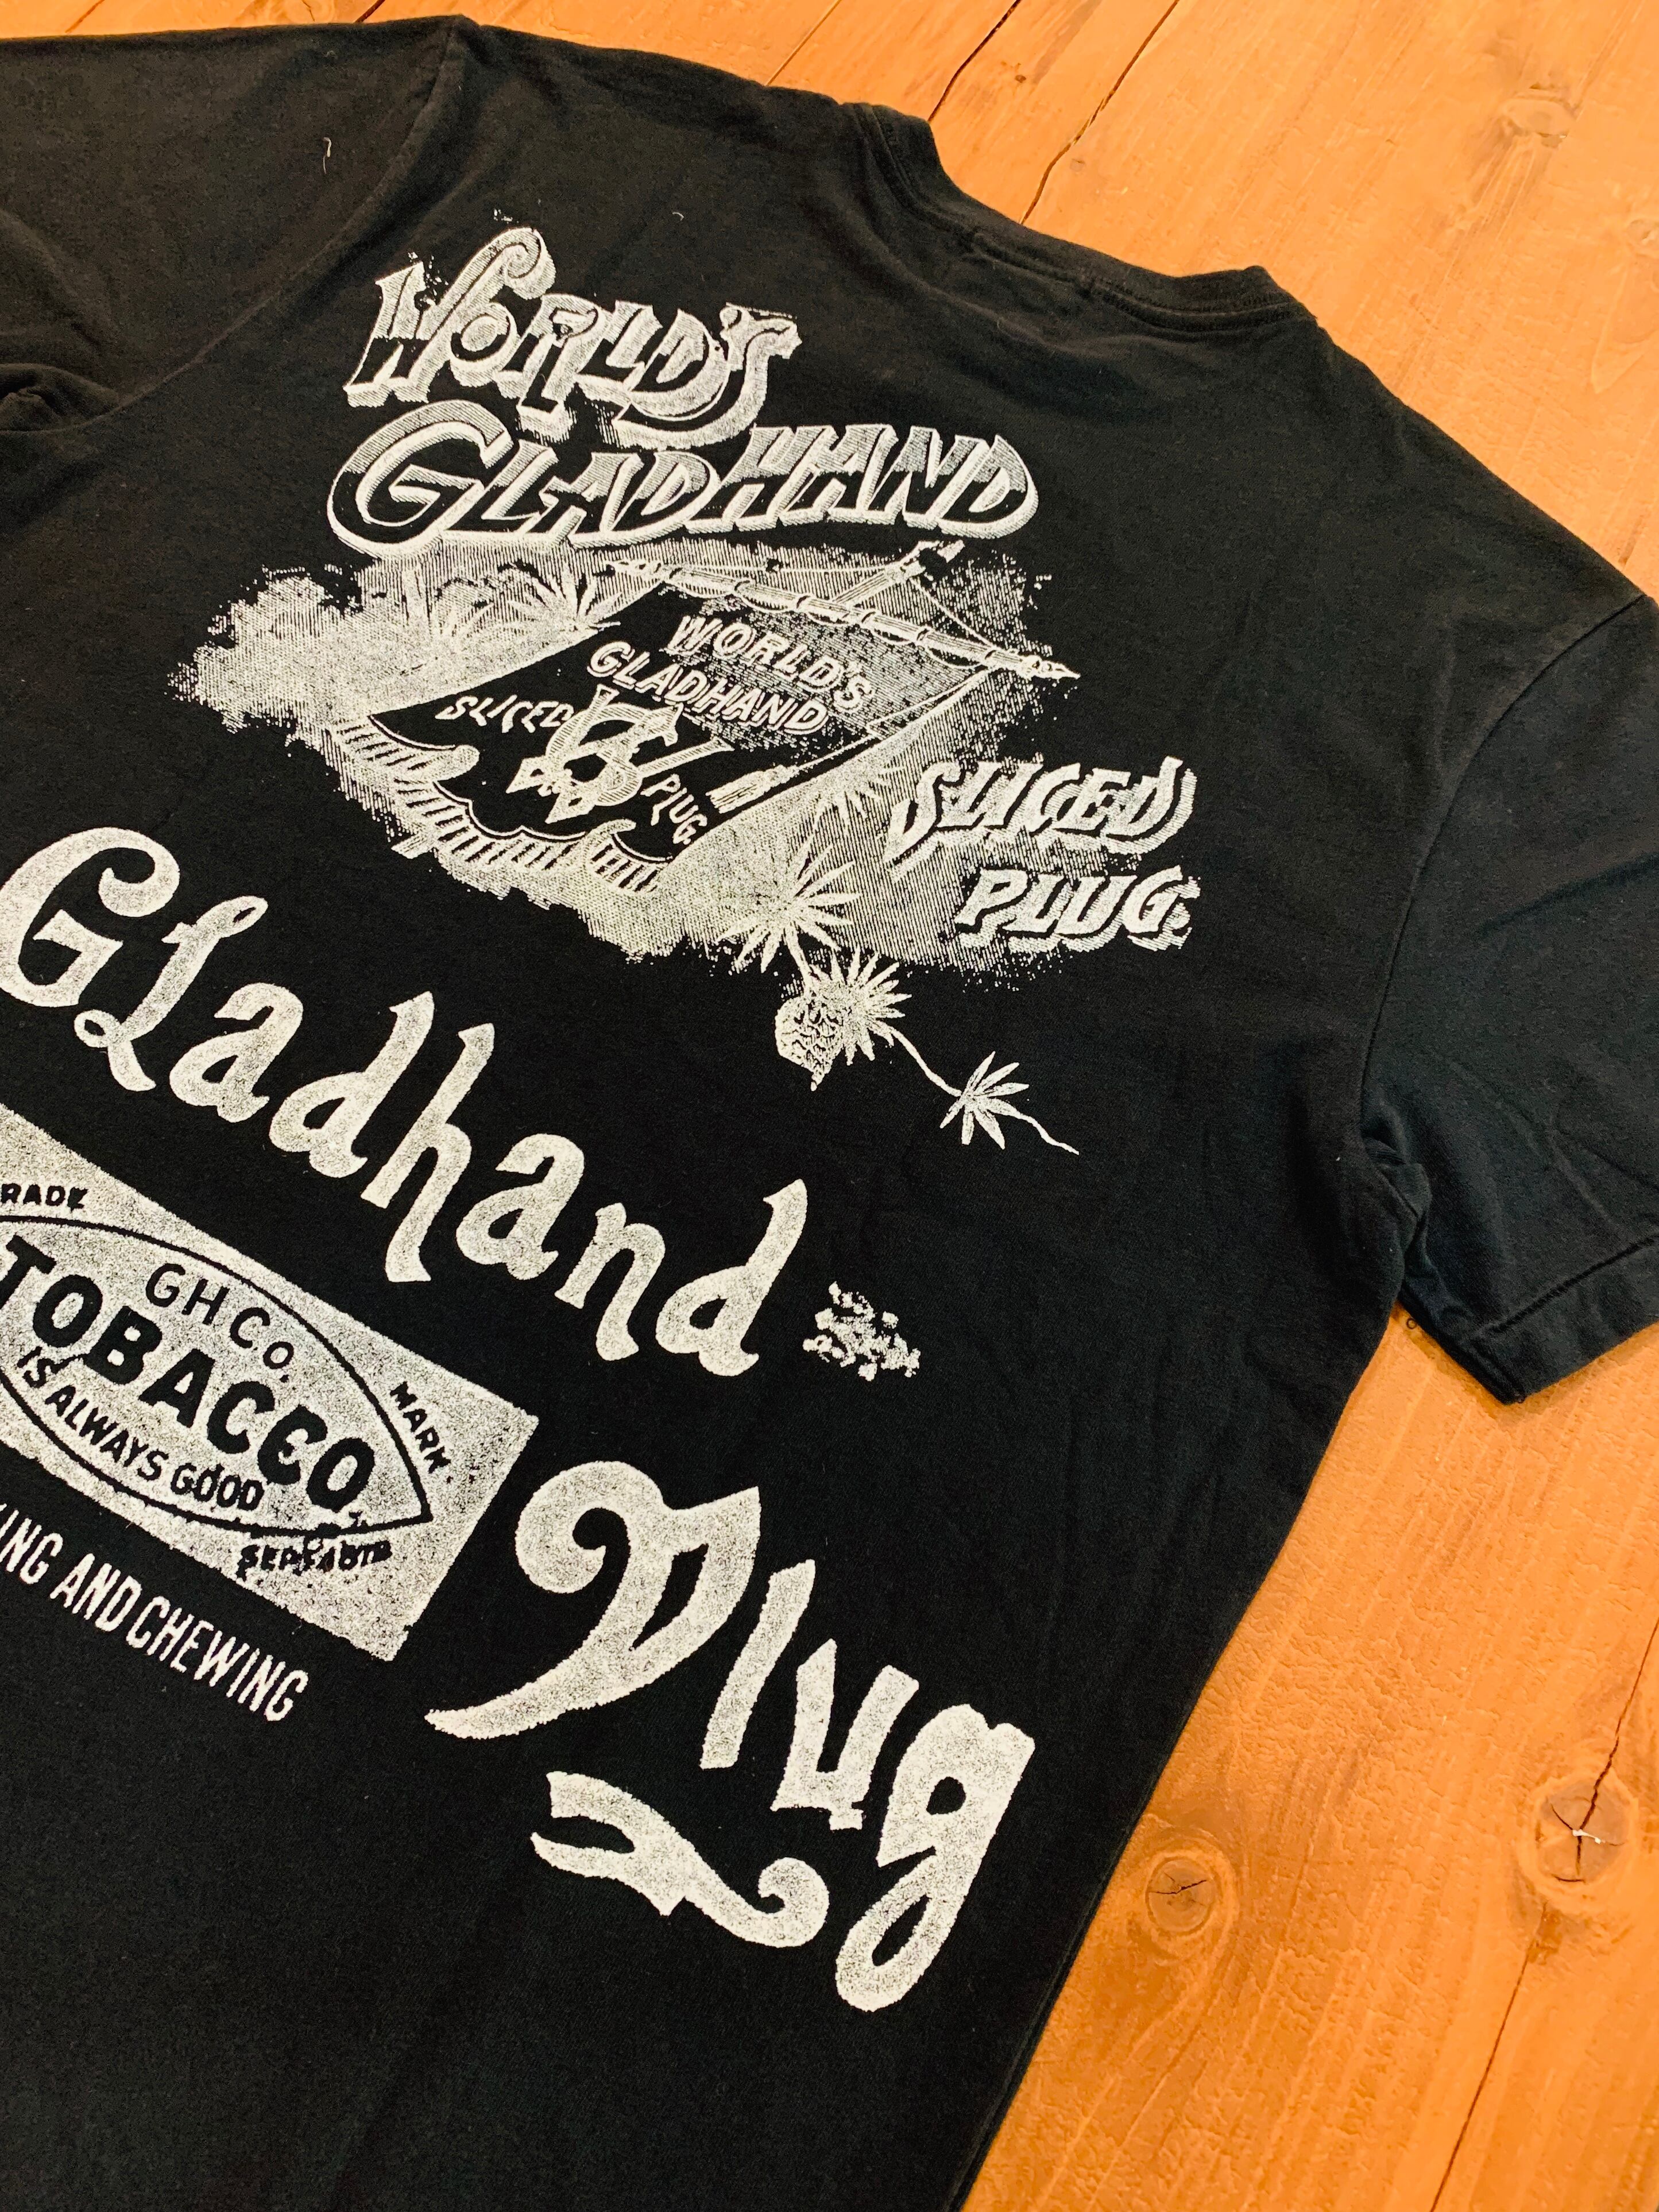 WORLD'S
GLADHAND
WORLD'S
GLADHAND
SLICED
PLUG.
SLICED
PLUG.
Gladhand
MARK.
GH CO.
TOBACCO
IS ALWAYS GOOD
AND CHEWING
Plug